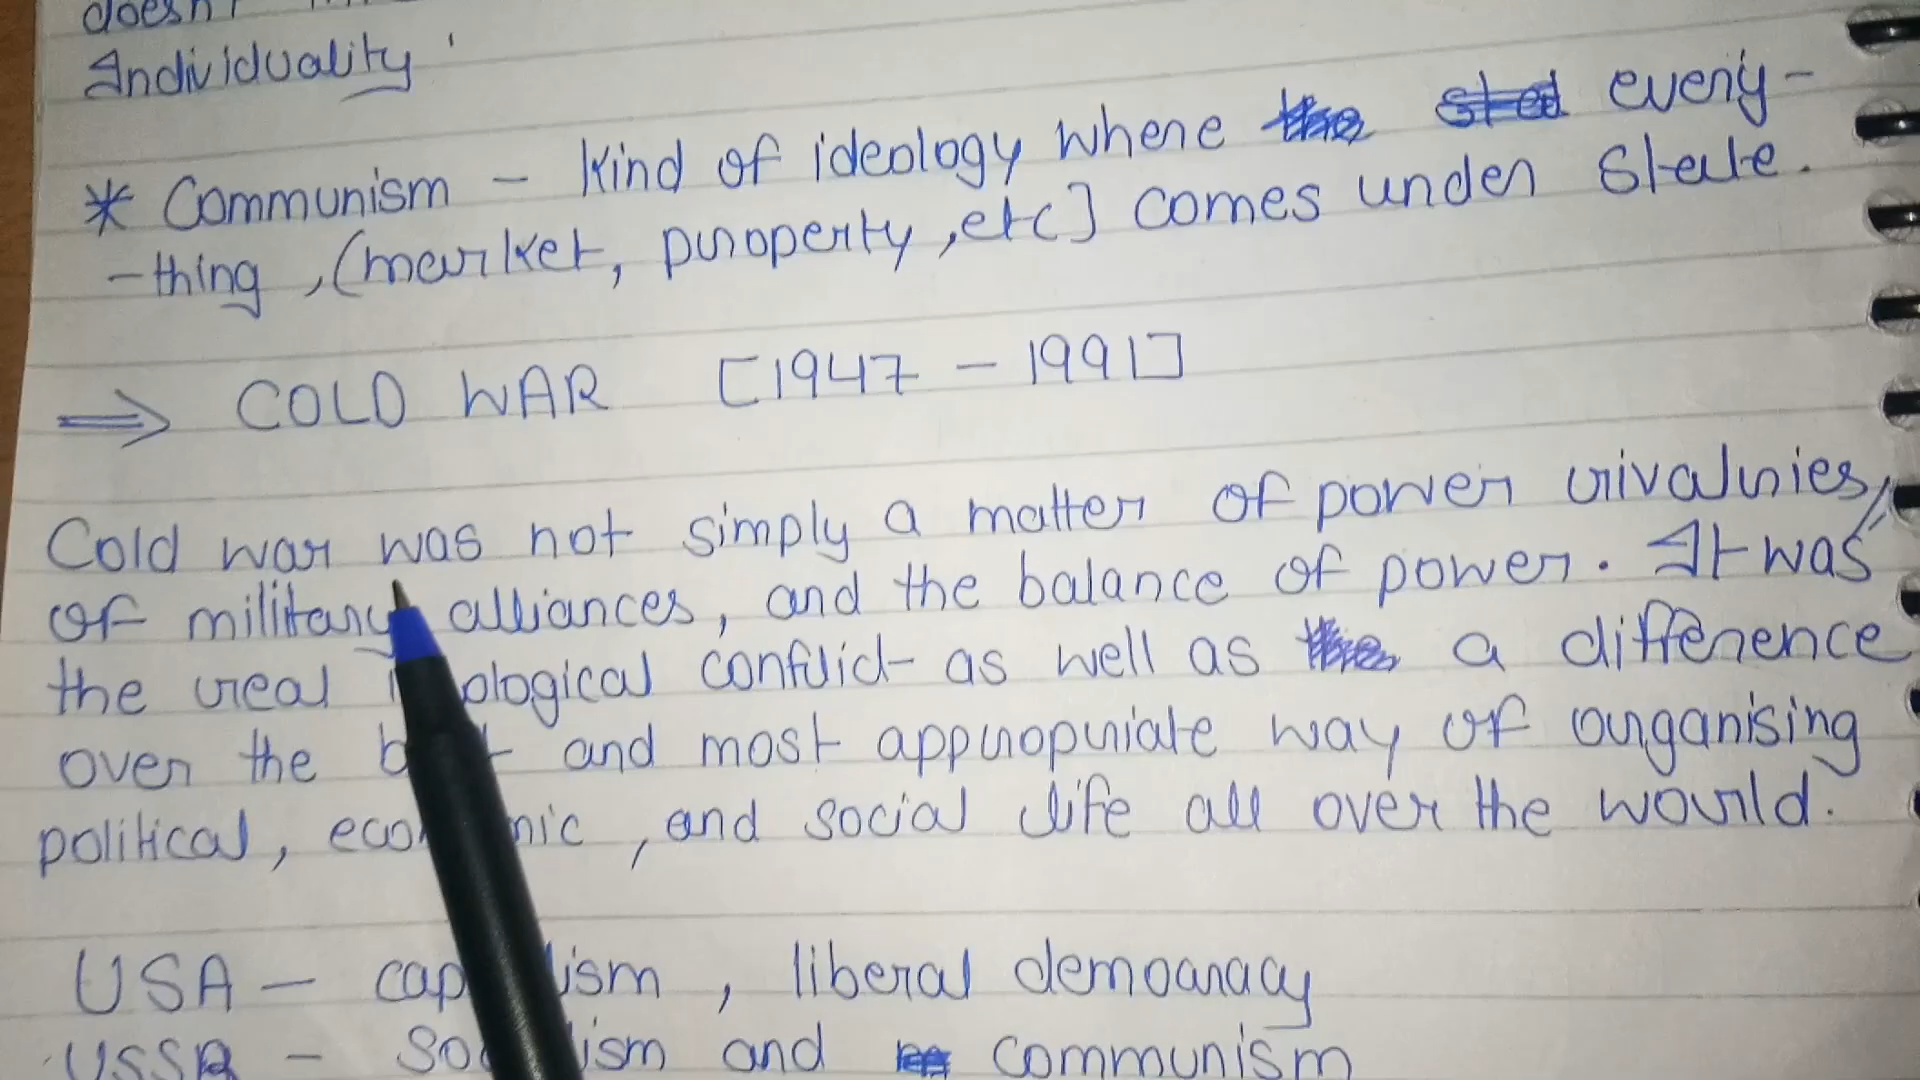 doesn't
Individuality.
* Communism - kind of ideology where every-
-thing, (market, property, etc] comes under state.
⇒ COLD WAR [1947 - 1991]
Cold war was not simply a matter of power rivalries,
of military alliances, and the balance of power. It was
the real conflict as well as a difference
over the and most appropriate way of organising
political, and social life all over the world.
USA - liberal democracy
USSR - and communism